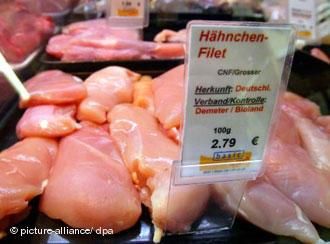 Hähnchen-
Filet
CNF/Grosser
Herkunft: Deutschl.
Verband/Kontrolle:
Demeter / Bioland
100g
2.79 €
basic
© picture-alliance/ dpa